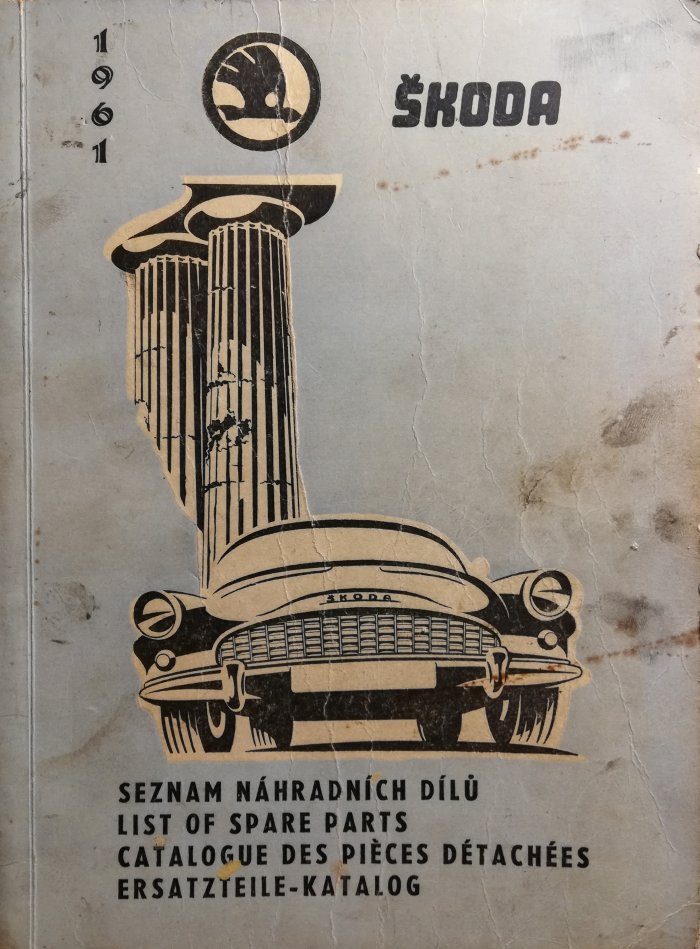 1961
ŠKODA
ŠKODA
SEZNAM NÁHRADNÍCH DÍLŮ
LIST OF SPARE PARTS
CATALOGUE DES PIÈCES DÉTACHÉES
ERSATZTEILE-KATALOG